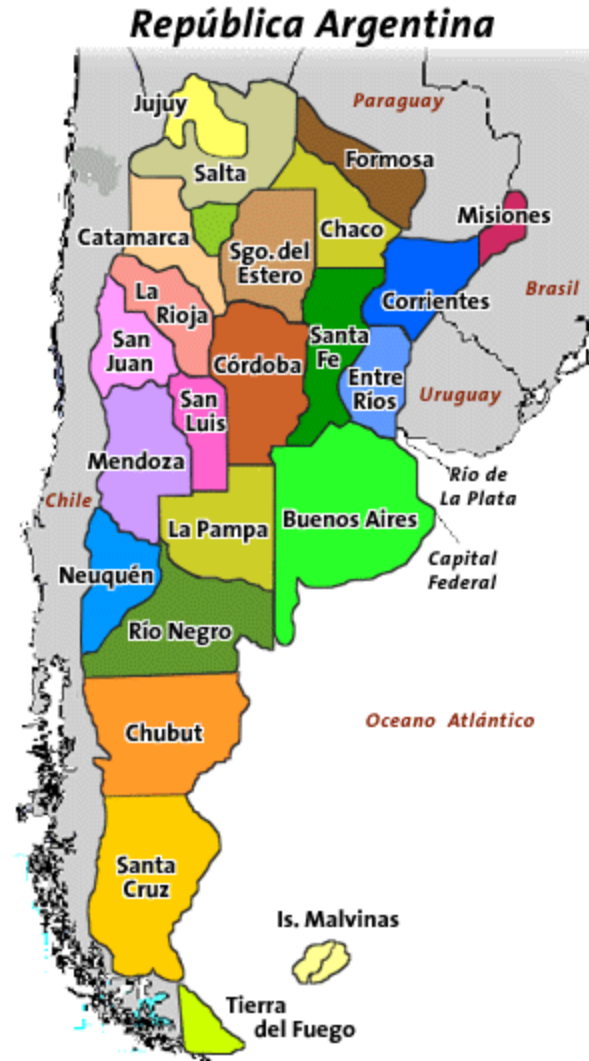 República Argentina
Jujuy
Paraguay
Formosa
Salta
Misiones
Chaco
Catamarca
Sgo. del
Estero
Brasil
La
Rioja
Corrientes
San
Juan
Santa
Fe
Córdoba
Entre
Ríos
San
Luis
Uruguay
Mendoza
Río de
La Plata
Chile
La Pampa
Buenos Aires
Capital
Federal
Neuquén
Río Negro
Oceano Atlántico
Chubut
Santa
Cruz
Is. Malvinas
Tierra
del Fuego